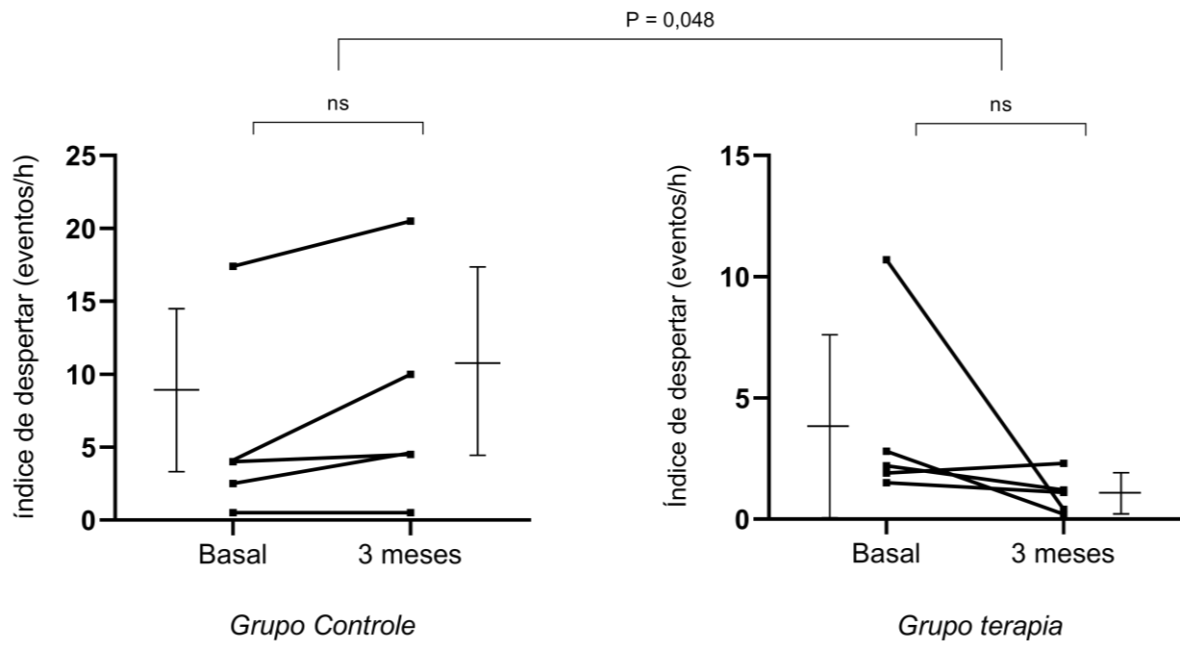 P = 0,048
ns
ns
índice de despertar (eventos/h)
25
20
15
10
5
0
Basal
3 meses
Grupo Controle
Índice de despertar (eventos/h)
15
10
5
0
Basal
3 meses
Grupo terapia